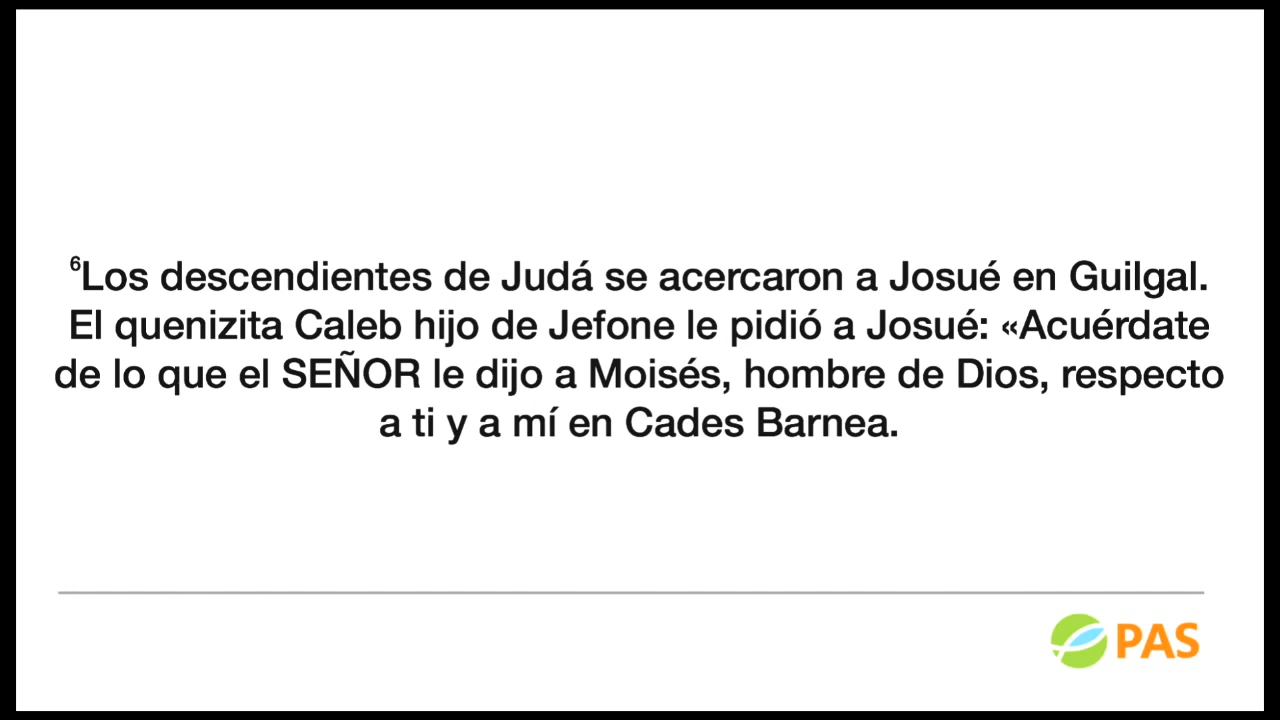 ⁶Los descendientes de Judá se acercaron a Josué en Guilgal.
El quenizita Caleb hijo de Jefone le pidió a Josué: «Acuérdate
de lo que el SEÑOR le dijo a Moisés, hombre de Dios, respecto
a ti y a mí en Cades Barnea.
PAS